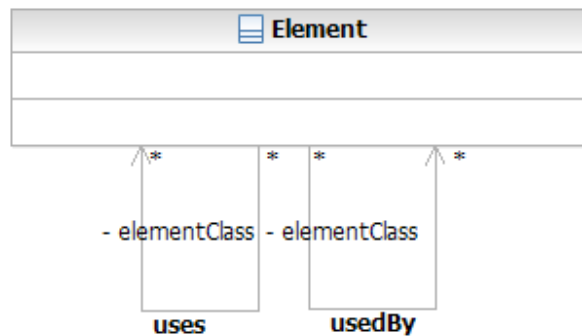 Element
* * * *
- elementClass - elementClass
uses usedBy